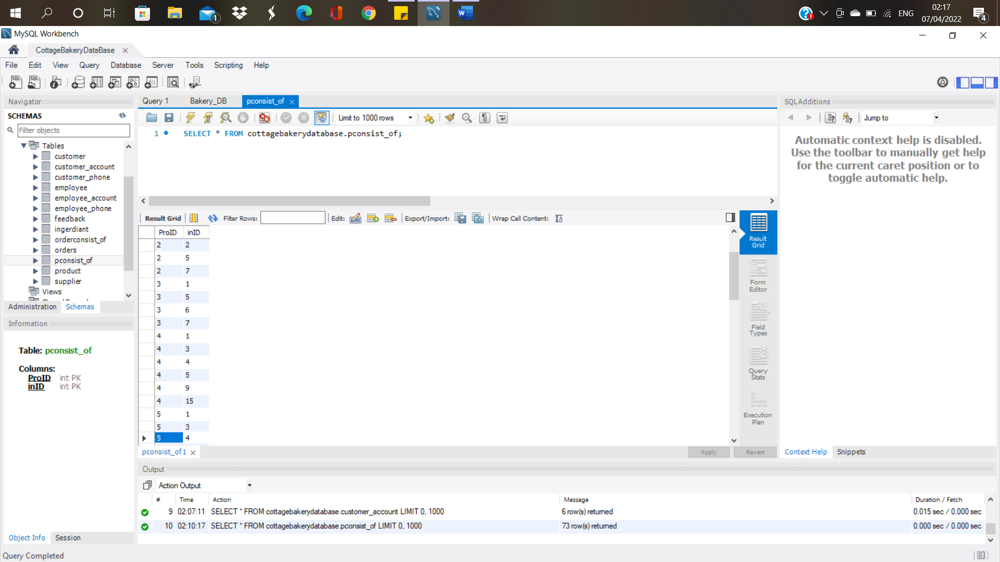 1
ENG
02:17
07/04/2022
4
MySQL Workbench
CottageBakeryDataBase
File Edit View Query Database Server Tools Scripting Help
Navigator
SCHEMAS
Filter objects
Tables
customer
customer_account
customer_phone
employee
employee_account
employee_phone
feedback
ingerdiant
orderconsist_of
orders
pconsist_of
product
supplier
Views
Administration Schemas
Information
Table: pconsist_of
Columns:
ProID int PK
inID int PK
Object Info Session
Query Completed
Query 1 Bakery_DB pconsist_of
Limit to 1000 rows
1 SELECT * FROM cottagebakerydatabase.pconsist_of;
Result Grid Filter Rows: Edit: Export/Import: Wrap Cell Content:
ProID inID
2 2
2 5
2 7
3 1
3 5
3 6
3 7
4 1
4 3
4 4
4 5
4 9
4 15
5 1
5 3
5 4
Result
Grid
Form
Editor
Field
Types
Query
Stats
Execution
Plan
pconsist_of 1
Apply Revert
Output
Action Output
# Time Action Message Duration / Fetch
9 02:07:11 SELECT * FROM cottagebakerydatabase.customer_account LIMIT 0, 1000 6 row(s) returned 0.015 sec / 0.000 sec
10 02:10:17 SELECT * FROM cottagebakerydatabase.pconsist_of LIMIT 0, 1000 73 row(s) returned 0.000 sec / 0.000 sec
SQLAdditions
Jump to
Automatic context help is disabled.
Use the toolbar to manually get help
for the current caret position or to
toggle automatic help.
Context Help Snippets